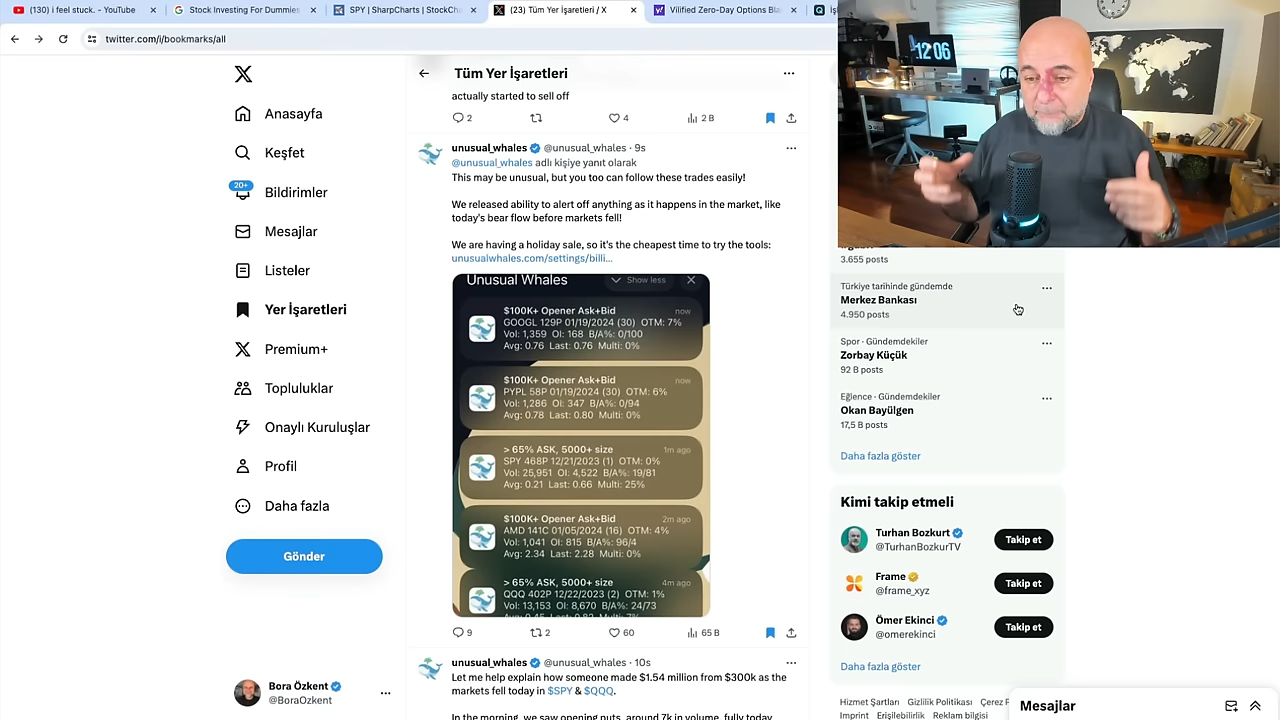 (130) i feel stuck. - YouTube
Stock Investing For Dummies
SPY | SharpCharts | StockCh
(23) Tüm Yer İşaretleri / X
Vilified Zero-Day Options Bla
twitter.com
marks/all
12:06
Tüm Yer İşaretleri
actually started to sell off
2
4
2 B
Anasayfa
Keşfet
20+
Bildirimler
Mesajlar
Listeler
Yer İşaretleri
Premium+
Topluluklar
Onaylı Kuruluşlar
Profil
Daha fazla
Gönder
Bora Özkent
@BoraOzkent
unusual_whales @unusual_whales · 9s
@unusual_whales adlı kişiye yanıt olarak
This may be unusual, but you too can follow these trades easily!
We released ability to alert off anything as it happens in the market, like
today's bear flow before markets fell!
We are having a holiday sale, so it's the cheapest time to try the tools:
unusualwhales.com/settings/billi...
Unusual Whales
Show less
$100K+ Opener Ask+Bid now
GOOGL 129P 01/19/2024 (30) OTM: 7%
Vol: 1,359 OI: 168 B/A%: 0/100
Avg: 0.76 Last: 0.76 Multi: 0%
$100K+ Opener Ask+Bid now
PYPL 58P 01/19/2024 (30) OTM: 6%
Vol: 1,286 OI: 347 B/A%: 0/94
Avg: 0.78 Last: 0.80 Multi: 0%
> 65% ASK, 5000+ size 1m ago
SPY 468P 12/21/2023 (1) OTM: 0%
Vol: 25,951 OI: 4,522 B/A%: 19/81
Avg: 0.21 Last: 0.66 Multi: 25%
$100K+ Opener Ask+Bid 2m ago
AMD 141C 01/05/2024 (16) OTM: 4%
Vol: 1,041 OI: 815 B/A%: 96/4
Avg: 2.34 Last: 2.28 Multi: 0%
> 65% ASK, 5000+ size 4m ago
QQQ 402P 12/22/2023 (2) OTM: 1%
Vol: 13,153 OI: 8,670 B/A%: 24/73
9
2
60
65 B
unusual_whales @unusual_whales · 10s
Let me help explain how someone made $1.54 million from $300k as the
markets fell today in $SPY & $QQQ.
In the morning, we saw opening puts, around 7k in volume, fully today
3.655 posts
Türkiye tarihinde gündemde
Merkez Bankası
4.950 posts
Spor · Gündemdekiler
Zorbay Küçük
92 B posts
Eğlence · Gündemdekiler
Okan Bayülgen
17,5 B posts
Daha fazla göster
Kimi takip etmeli
Turhan Bozkurt
@TurhanBozkurTV
Takip et
Frame
@frame_xyz
Takip et
Ömer Ekinci
@omerekinci
Takip et
Daha fazla göster
Hizmet Şartları Gizlilik Politikası
Imprint Erişilebilirlik Reklam bilgisi
Mesajlar